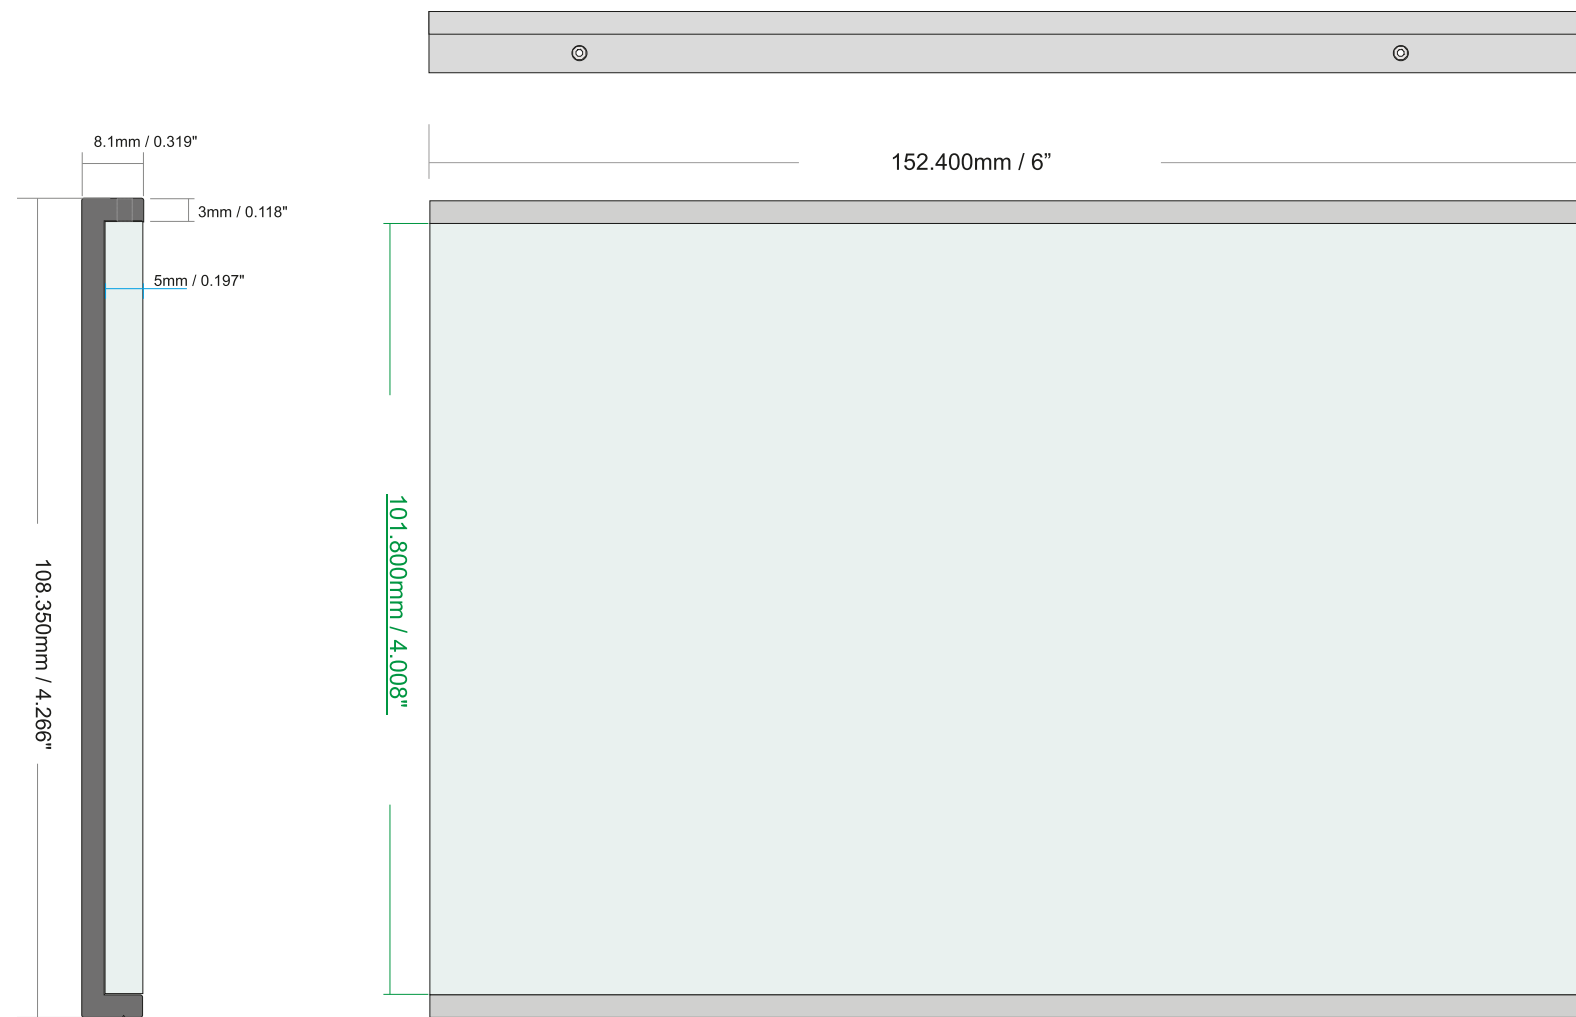 8.1mm / 0.319"
152.400mm / 6”
3mm / 0.118"
5mm / 0.197"
101.800mm / 4.008"
108.350mm / 4.266"